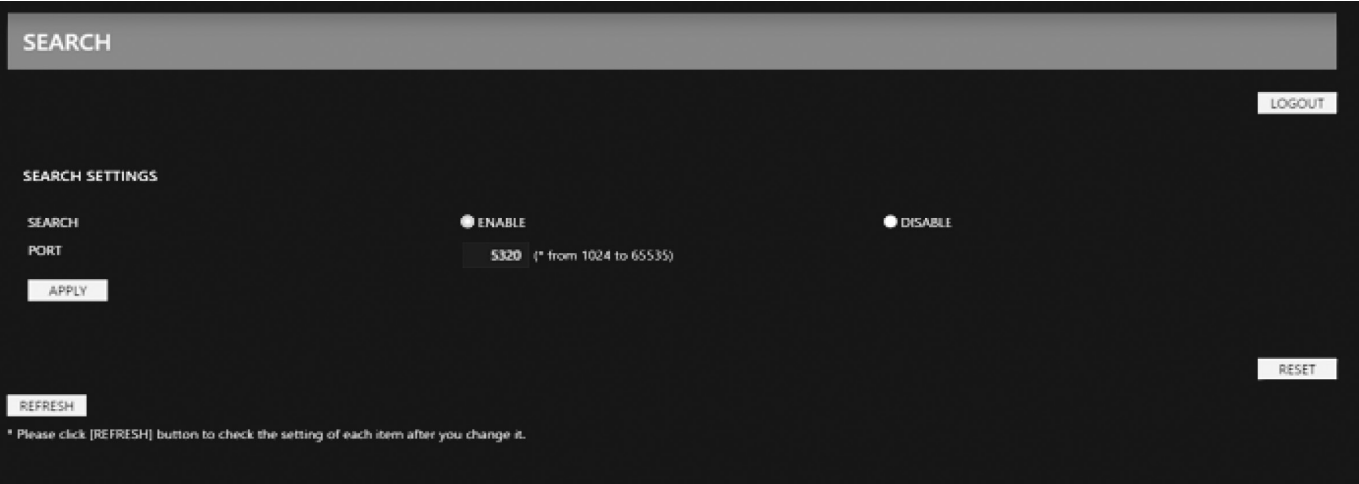 SEARCH
LOGOUT
SEARCH SETTINGS
SEARCH ENABLE DISABLE
PORT 5320 (* from 1024 to 65535)
APPLY
RESET
REFRESH
* Please click [REFRESH] button to check the setting of each item after you change it.